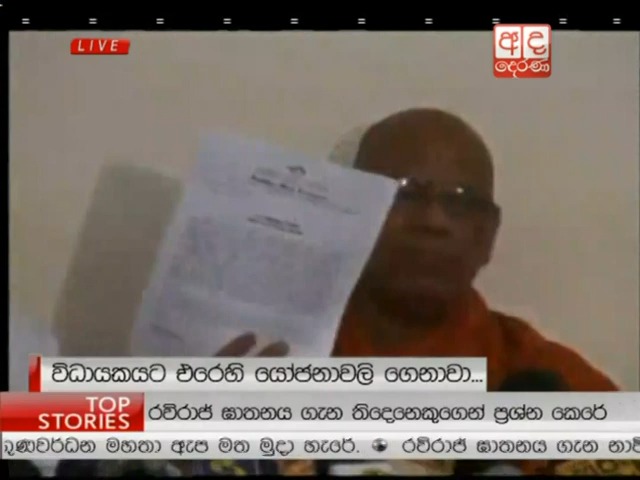 LIVE
අද
දෙරණ
විධායකයට එරෙහි යෝජනාවලි ගෙනාවා...
TOP STORIES
රවිරාජ් ඝාතනය ගැන තිදෙනෙකුගෙන් ප්‍රශ්න කෙරේ
ගුණවර්ධන මහතා ඇප මත මුදා හැරේ. රවිරාජ් ඝාතනය ගැන